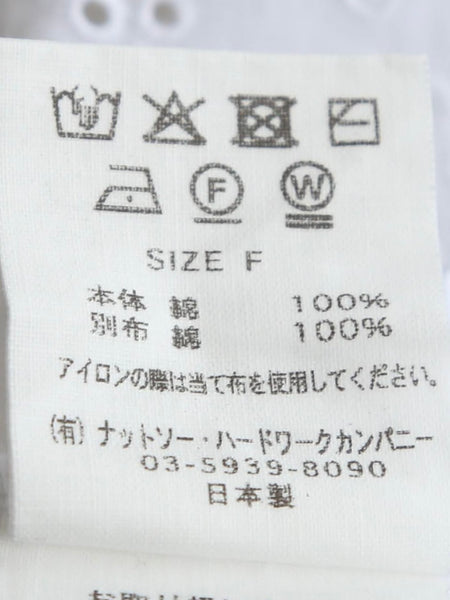 F W
SIZE F
本体 綿 100%
別布 綿 100%
アイロンの際は当て布を使用してください。
(有) ナットソー・ハードワークカンパニー
03-5939-8090
日本製